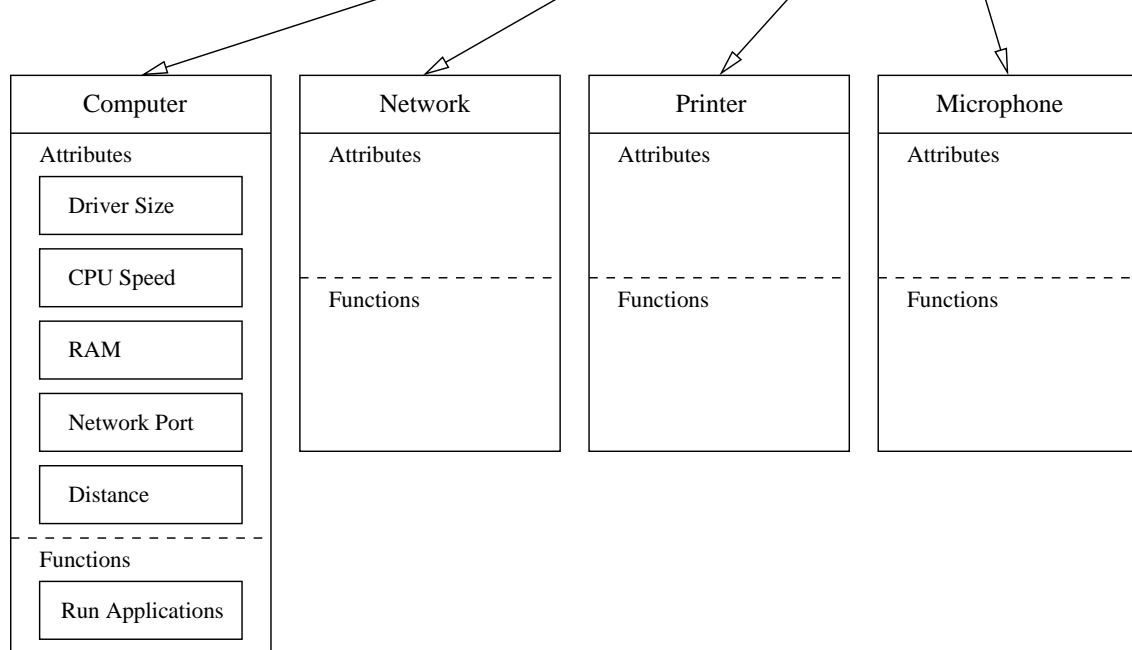 Computer
Network
Printer
Microphone
Attributes
Attributes
Attributes
Attributes
Driver Size
CPU Speed
RAM
Network Port
Distance
Functions
Functions
Functions
Functions
Run Applications